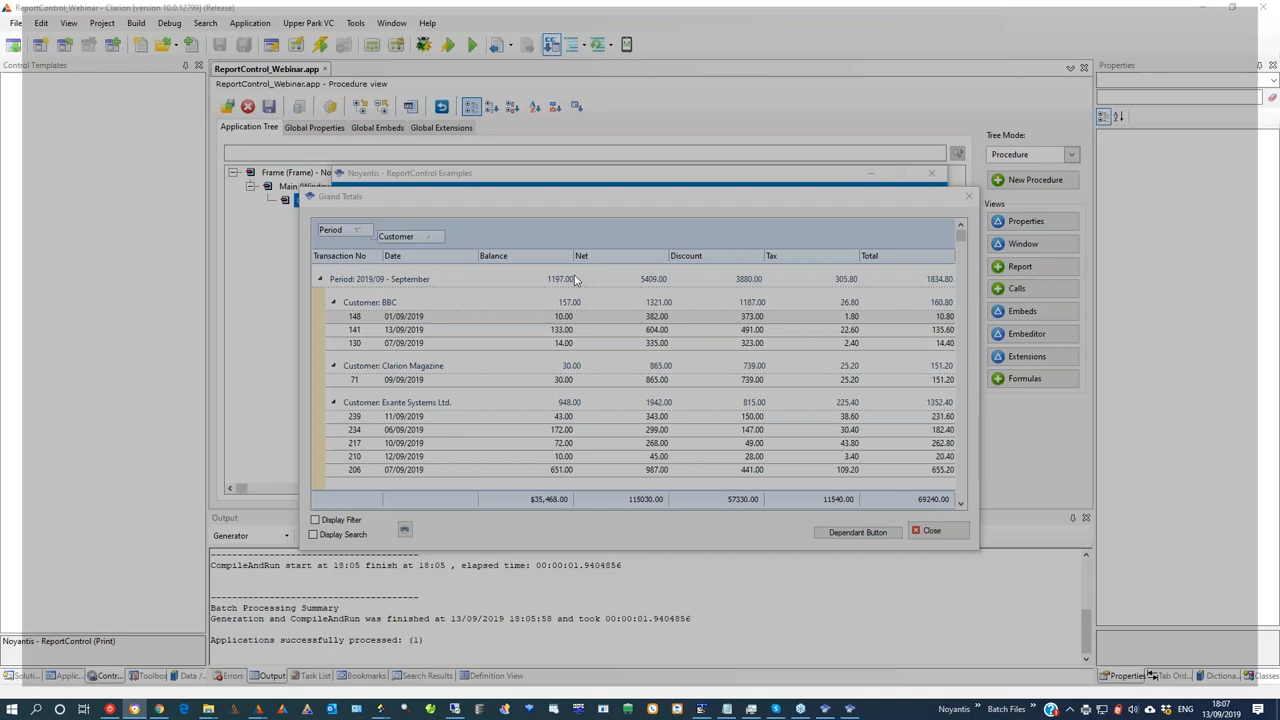 ReportControl_Webinar - Clarion [version 10.0.12799] (Release)
File Edit View Project Build Debug Search Application Upper Park VC Tools Window Help
Control Templates
ReportControl_Webinar.app ×
Properties
ReportControl_Webinar.app - Procedure view
Application Tree Global Properties Global Embeds Global Extensions
Tree Mode:
Procedure
Frame (Frame) - No
Noyantis - ReportControl Examples
New Procedure
Main (Window
Grand Totals
Views
Properties
Window
Report
Calls
Embeds
Embeditor
Extensions
Formulas
Period
Customer
Transaction No Date Balance Net Discount Tax Total
Period: 2019/09 - September 1197.00 5409.00 3880.00 305.80 1834.80
Customer: BBC 157.00 1321.00 1187.00 26.80 160.80
148 01/09/2019 10.00 382.00 373.00 1.80 10.80
141 13/09/2019 133.00 604.00 491.00 22.60 135.60
130 07/09/2019 14.00 335.00 323.00 2.40 14.40
Customer: Clarion Magazine 30.00 865.00 739.00 25.20 151.20
71 09/09/2019 30.00 865.00 739.00 25.20 151.20
Customer: Exante Systems Ltd. 948.00 1942.00 815.00 225.40 1352.40
239 11/09/2019 43.00 343.00 150.00 38.60 231.60
234 06/09/2019 172.00 299.00 147.00 30.40 182.40
217 10/09/2019 72.00 268.00 49.00 43.80 262.80
210 12/09/2019 10.00 45.00 28.00 3.40 20.40
206 07/09/2019 651.00 987.00 441.00 109.20 655.20
$35,468.00 115030.00 57330.00 11540.00 69240.00
Display Filter
Display Search
Dependant Button
Close
Output
Generator
CompileAndRun start at 18:05 finish at 18:05 , elapsed time: 00:00:01.9404856
Batch Processing Summary
Generation and CompileAndRun was finished at 13/09/2019 18:05:58 and took 00:00:01.9404856
Applications successfully processed: (1)
Noyantis - ReportControl (Print)
Soluti... Applic... Contr... Toolbox Data /... Errors Output Task List Bookmarks Search Results Definition View Properties Tab Ord... Dictiona... Classes
Noyantis » Batch Files »
18:07
13/09/2019